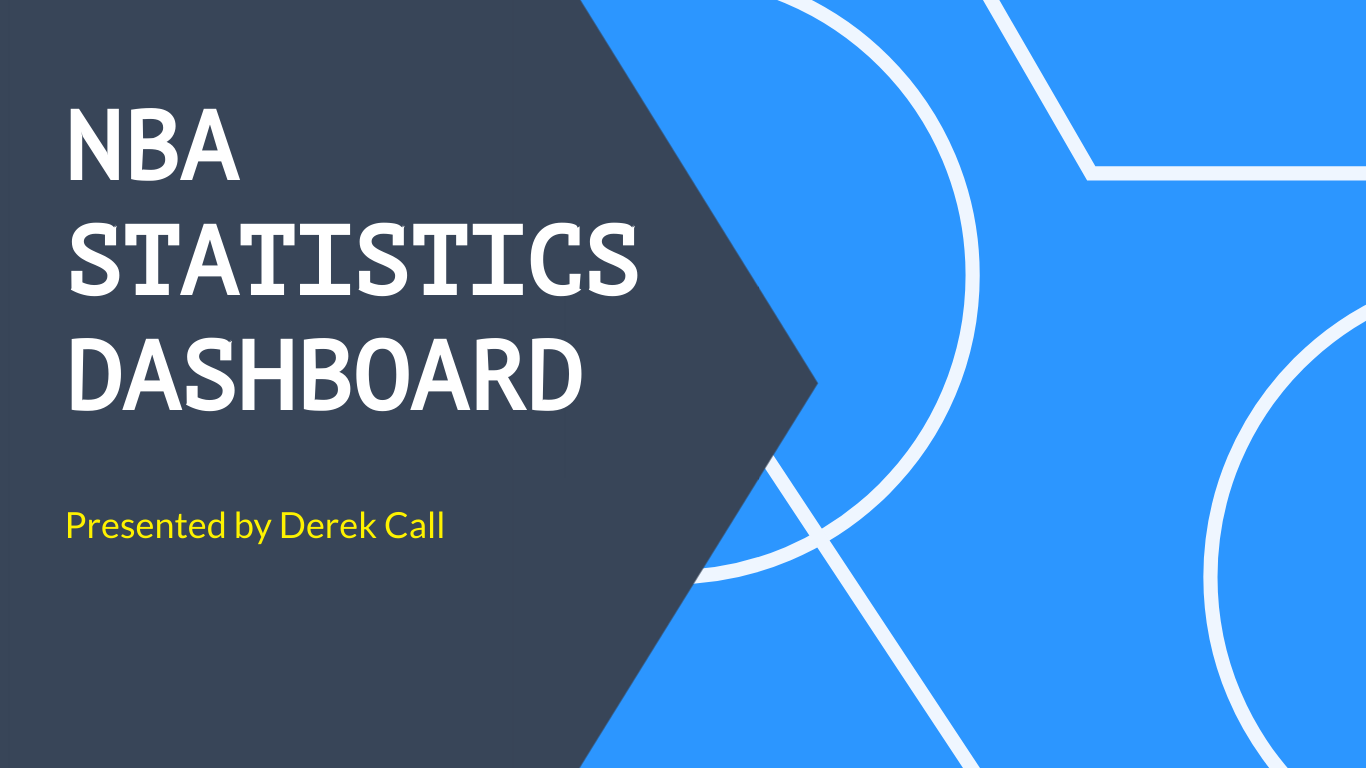 NBA
STATISTICS
DASHBOARD
Presented by Derek Call